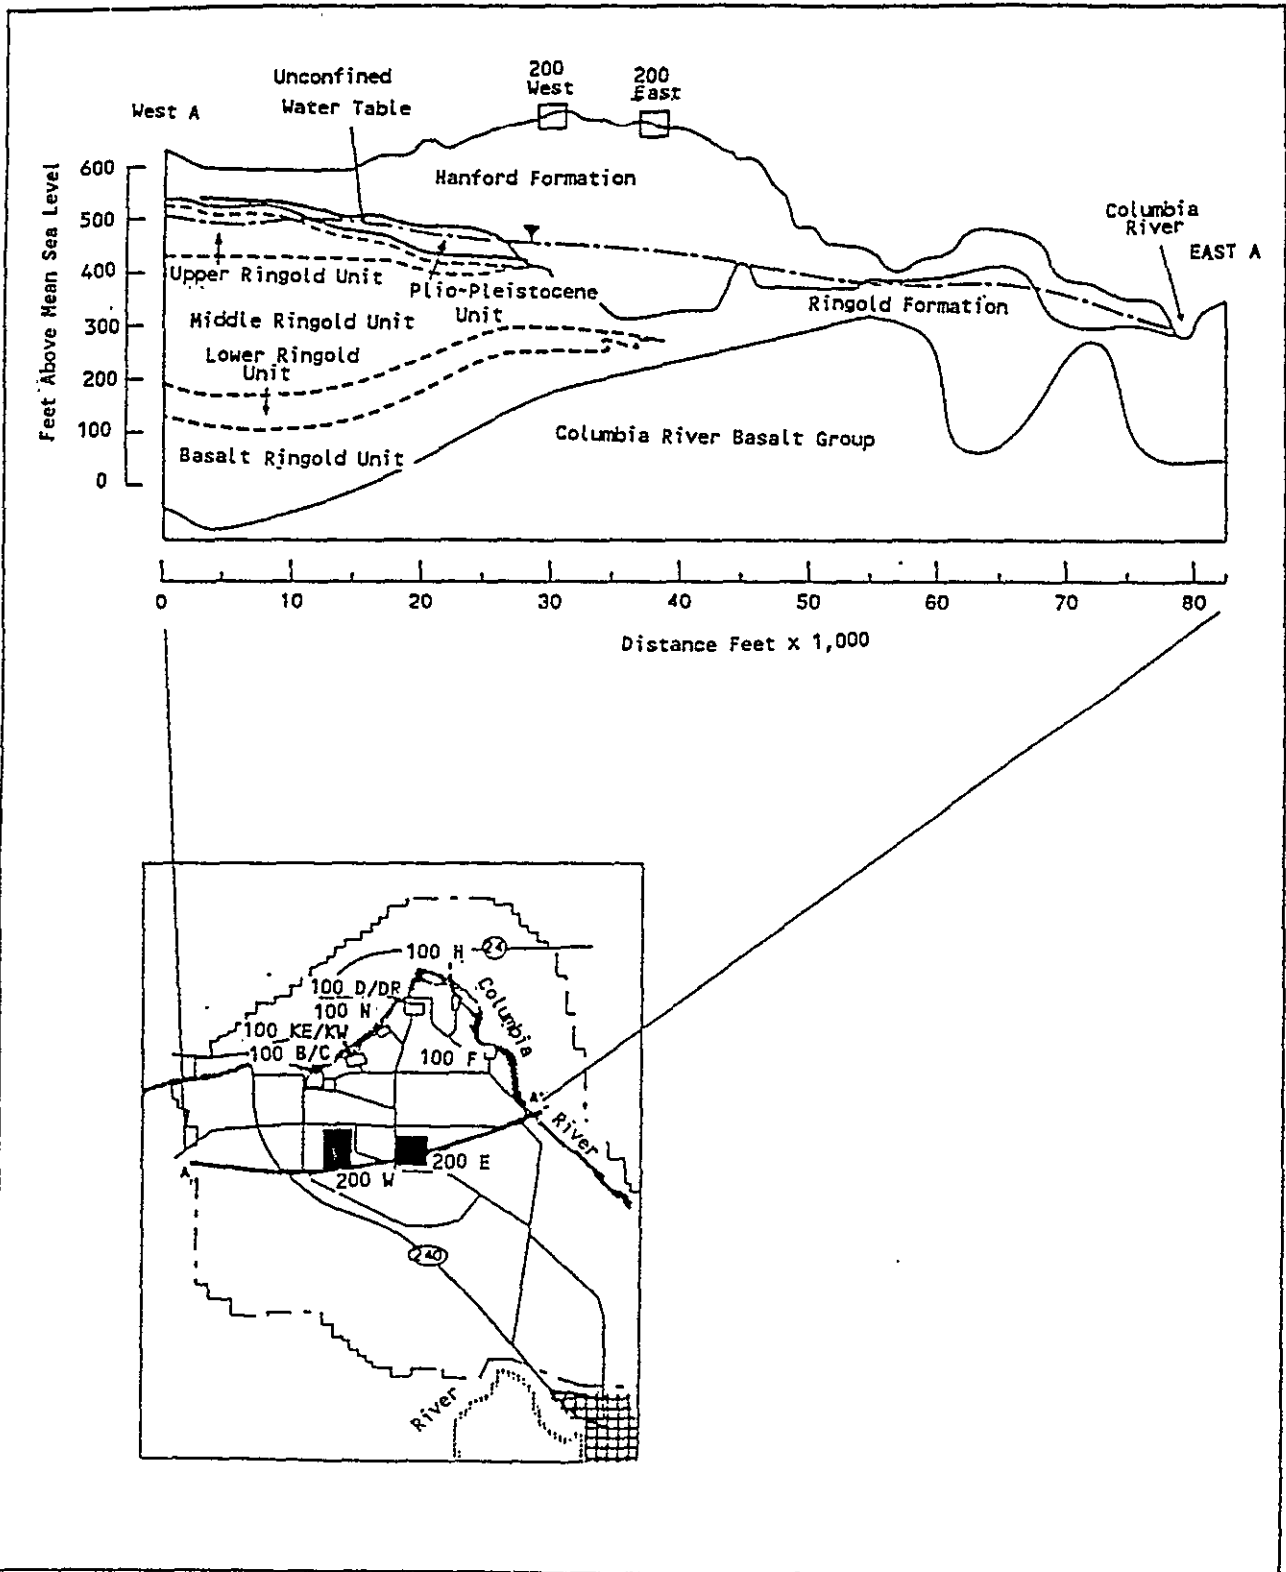 Unconfined
Water Table
200
West
200
East
West A
Hanford Formation
Columbia
River
EAST A
Feet Above Mean Sea Level
600
500
400
300
200
100
0
Upper Ringold Unit
Plio-Pleistocene
Unit
Ringold Formation
Middle Ringold Unit
Lower Ringold
Unit
Columbia River Basalt Group
Basalt Ringold Unit
0
10
20
30
40
50
60
70
80
Distance Feet x 1,000
100 H
24
100 D/DR
100 N
Columbia
100 KE/KW
100 B/C
100 F
A'
River
200 E
A
200 W
240
River